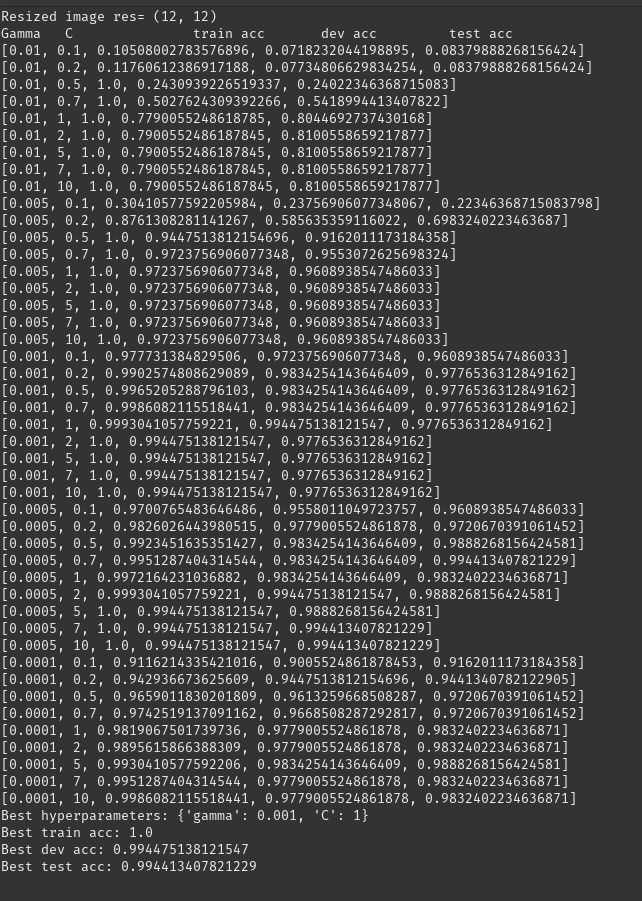 Resized image res= (12, 12)
Gamma C train acc dev acc test acc
[0.01, 0.1, 0.10508002783576896, 0.0718232044198895, 0.08379888268156424]
[0.01, 0.2, 0.11760612386917188, 0.07734806629834254, 0.08379888268156424]
[0.01, 0.5, 1.0, 0.2430939226519337, 0.24022346368715083]
[0.01, 0.7, 1.0, 0.5027624309392266, 0.5418994413407822]
[0.01, 1, 1.0, 0.7790055248618785, 0.8044692737430168]
[0.01, 2, 1.0, 0.7900552486187845, 0.8100558659217877]
[0.01, 5, 1.0, 0.7900552486187845, 0.8100558659217877]
[0.01, 7, 1.0, 0.7900552486187845, 0.8100558659217877]
[0.01, 10, 1.0, 0.7900552486187845, 0.8100558659217877]
[0.005, 0.1, 0.30410577592205984, 0.23756906077348067, 0.22346368715083798]
[0.005, 0.2, 0.8761308281141267, 0.585635359116022, 0.6983240223463687]
[0.005, 0.5, 1.0, 0.9447513812154696, 0.9162011173184358]
[0.005, 0.7, 1.0, 0.9723756906077348, 0.9553072625698324]
[0.005, 1, 1.0, 0.9723756906077348, 0.9608938547486033]
[0.005, 2, 1.0, 0.9723756906077348, 0.9608938547486033]
[0.005, 5, 1.0, 0.9723756906077348, 0.9608938547486033]
[0.005, 7, 1.0, 0.9723756906077348, 0.9608938547486033]
[0.005, 10, 1.0, 0.9723756906077348, 0.9608938547486033]
[0.001, 0.1, 0.977731384829506, 0.9723756906077348, 0.9608938547486033]
[0.001, 0.2, 0.9902574808629089, 0.9834254143646409, 0.9776536312849162]
[0.001, 0.5, 0.9965205288796103, 0.9834254143646409, 0.9776536312849162]
[0.001, 0.7, 0.9986082115518441, 0.9834254143646409, 0.9776536312849162]
[0.001, 1, 0.9993041057759221, 0.994475138121547, 0.9776536312849162]
[0.001, 2, 1.0, 0.994475138121547, 0.9776536312849162]
[0.001, 5, 1.0, 0.994475138121547, 0.9776536312849162]
[0.001, 7, 1.0, 0.994475138121547, 0.9776536312849162]
[0.001, 10, 1.0, 0.994475138121547, 0.9776536312849162]
[0.0005, 0.1, 0.9700765483646486, 0.9558011049723757, 0.9608938547486033]
[0.0005, 0.2, 0.9826026443980515, 0.9779005524861878, 0.9720670391061452]
[0.0005, 0.5, 0.9923451635351427, 0.9834254143646409, 0.9888268156424581]
[0.0005, 0.7, 0.9951287404314544, 0.9834254143646409, 0.994413407821229]
[0.0005, 1, 0.9972164231036882, 0.9834254143646409, 0.9832402234636871]
[0.0005, 2, 0.9993041057759221, 0.994475138121547, 0.9888268156424581]
[0.0005, 5, 1.0, 0.994475138121547, 0.9888268156424581]
[0.0005, 7, 1.0, 0.994475138121547, 0.994413407821229]
[0.0005, 10, 1.0, 0.994475138121547, 0.994413407821229]
[0.0001, 0.1, 0.9116214335421016, 0.9005524861878453, 0.9162011173184358]
[0.0001, 0.2, 0.942936673625609, 0.9447513812154696, 0.9441340782122905]
[0.0001, 0.5, 0.9659011830201809, 0.9613259668508287, 0.9720670391061452]
[0.0001, 0.7, 0.9742519137091162, 0.9668508287292817, 0.9720670391061452]
[0.0001, 1, 0.9819067501739736, 0.9779005524861878, 0.9832402234636871]
[0.0001, 2, 0.9895615866388309, 0.9779005524861878, 0.9832402234636871]
[0.0001, 5, 0.9930410577592206, 0.9834254143646409, 0.9888268156424581]
[0.0001, 7, 0.9951287404314544, 0.9779005524861878, 0.9832402234636871]
[0.0001, 10, 0.9986082115518441, 0.9779005524861878, 0.9832402234636871]
Best hyperparameters: {'gamma': 0.001, 'C': 1}
Best train acc: 1.0
Best dev acc: 0.994475138121547
Best test acc: 0.994413407821229